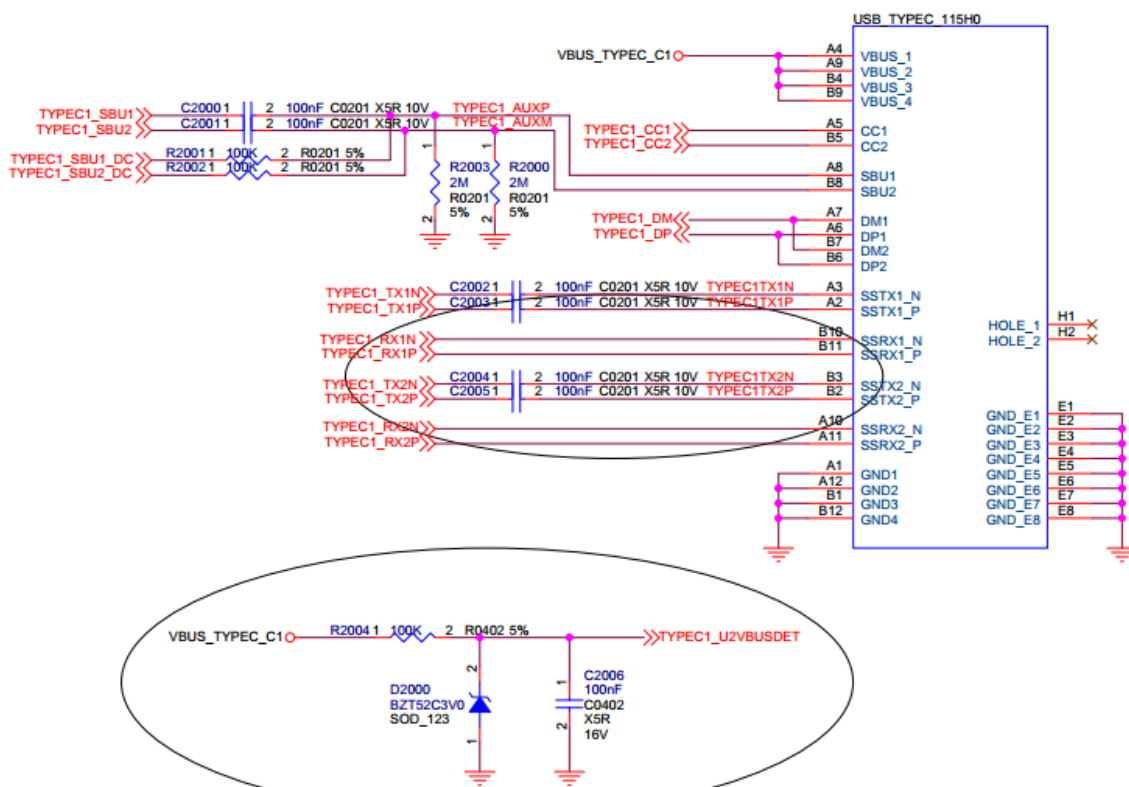 USB_TYPEC_115H0
VBUS_TYPEC_C1 A4 VBUS_1
A9 VBUS_2
B4 VBUS_3
B9 VBUS_4
TYPEC1_SBU1 C2000 1 2 100nF C0201 X5R 10V TYPEC1_AUXP
TYPEC1_SBU2 C2001 1 2 100nF C0201 X5R 10V TYPEC1_AUXM
TYPEC1_CC1 A5 CC1
TYPEC1_CC2 B5 CC2
TYPEC1_SBU1_DC R2001 1 100K 2 R0201 5%
TYPEC1_SBU2_DC R2002 1 100K 2 R0201 5%
1 R2003 2M R0201 5% 2
1 R2000 2M R0201 5% 2
A8 SBU1
B8 SBU2
TYPEC1_DM A7 DM1
TYPEC1_DP A6 DP1
B7 DM2
B6 DP2
TYPEC1_TX1N C2002 1 2 100nF C0201 X5R 10V TYPEC1TX1N A3 SSTX1_N
TYPEC1_TX1P C2003 1 2 100nF C0201 X5R 10V TYPEC1TX1P A2 SSTX1_P
TYPEC1_RX1N B10 SSRX1_N
TYPEC1_RX1P B11 SSRX1_P
TYPEC1_TX2N C2004 1 2 100nF C0201 X5R 10V TYPEC1TX2N B3 SSTX2_N
TYPEC1_TX2P C2005 1 2 100nF C0201 X5R 10V TYPEC1TX2P B2 SSTX2_P
TYPEC1_RX2N A10 SSRX2_N
TYPEC1_RX2P A11 SSRX2_P
A1 GND1
A12 GND2
B1 GND3
B12 GND4
HOLE_1 H1
HOLE_2 H2
GND_E1 E1
GND_E2 E2
GND_E3 E3
GND_E4 E4
GND_E5 E5
GND_E6 E6
GND_E7 E7
GND_E8 E8
VBUS_TYPEC_C1 R2004 1 100K 2 R0402 5% TYPEC1_U2VBUSDET
2
D2000
BZT52C3V0
SOD_123
1
C2006
1 100nF
C0402
X5R
2 16V